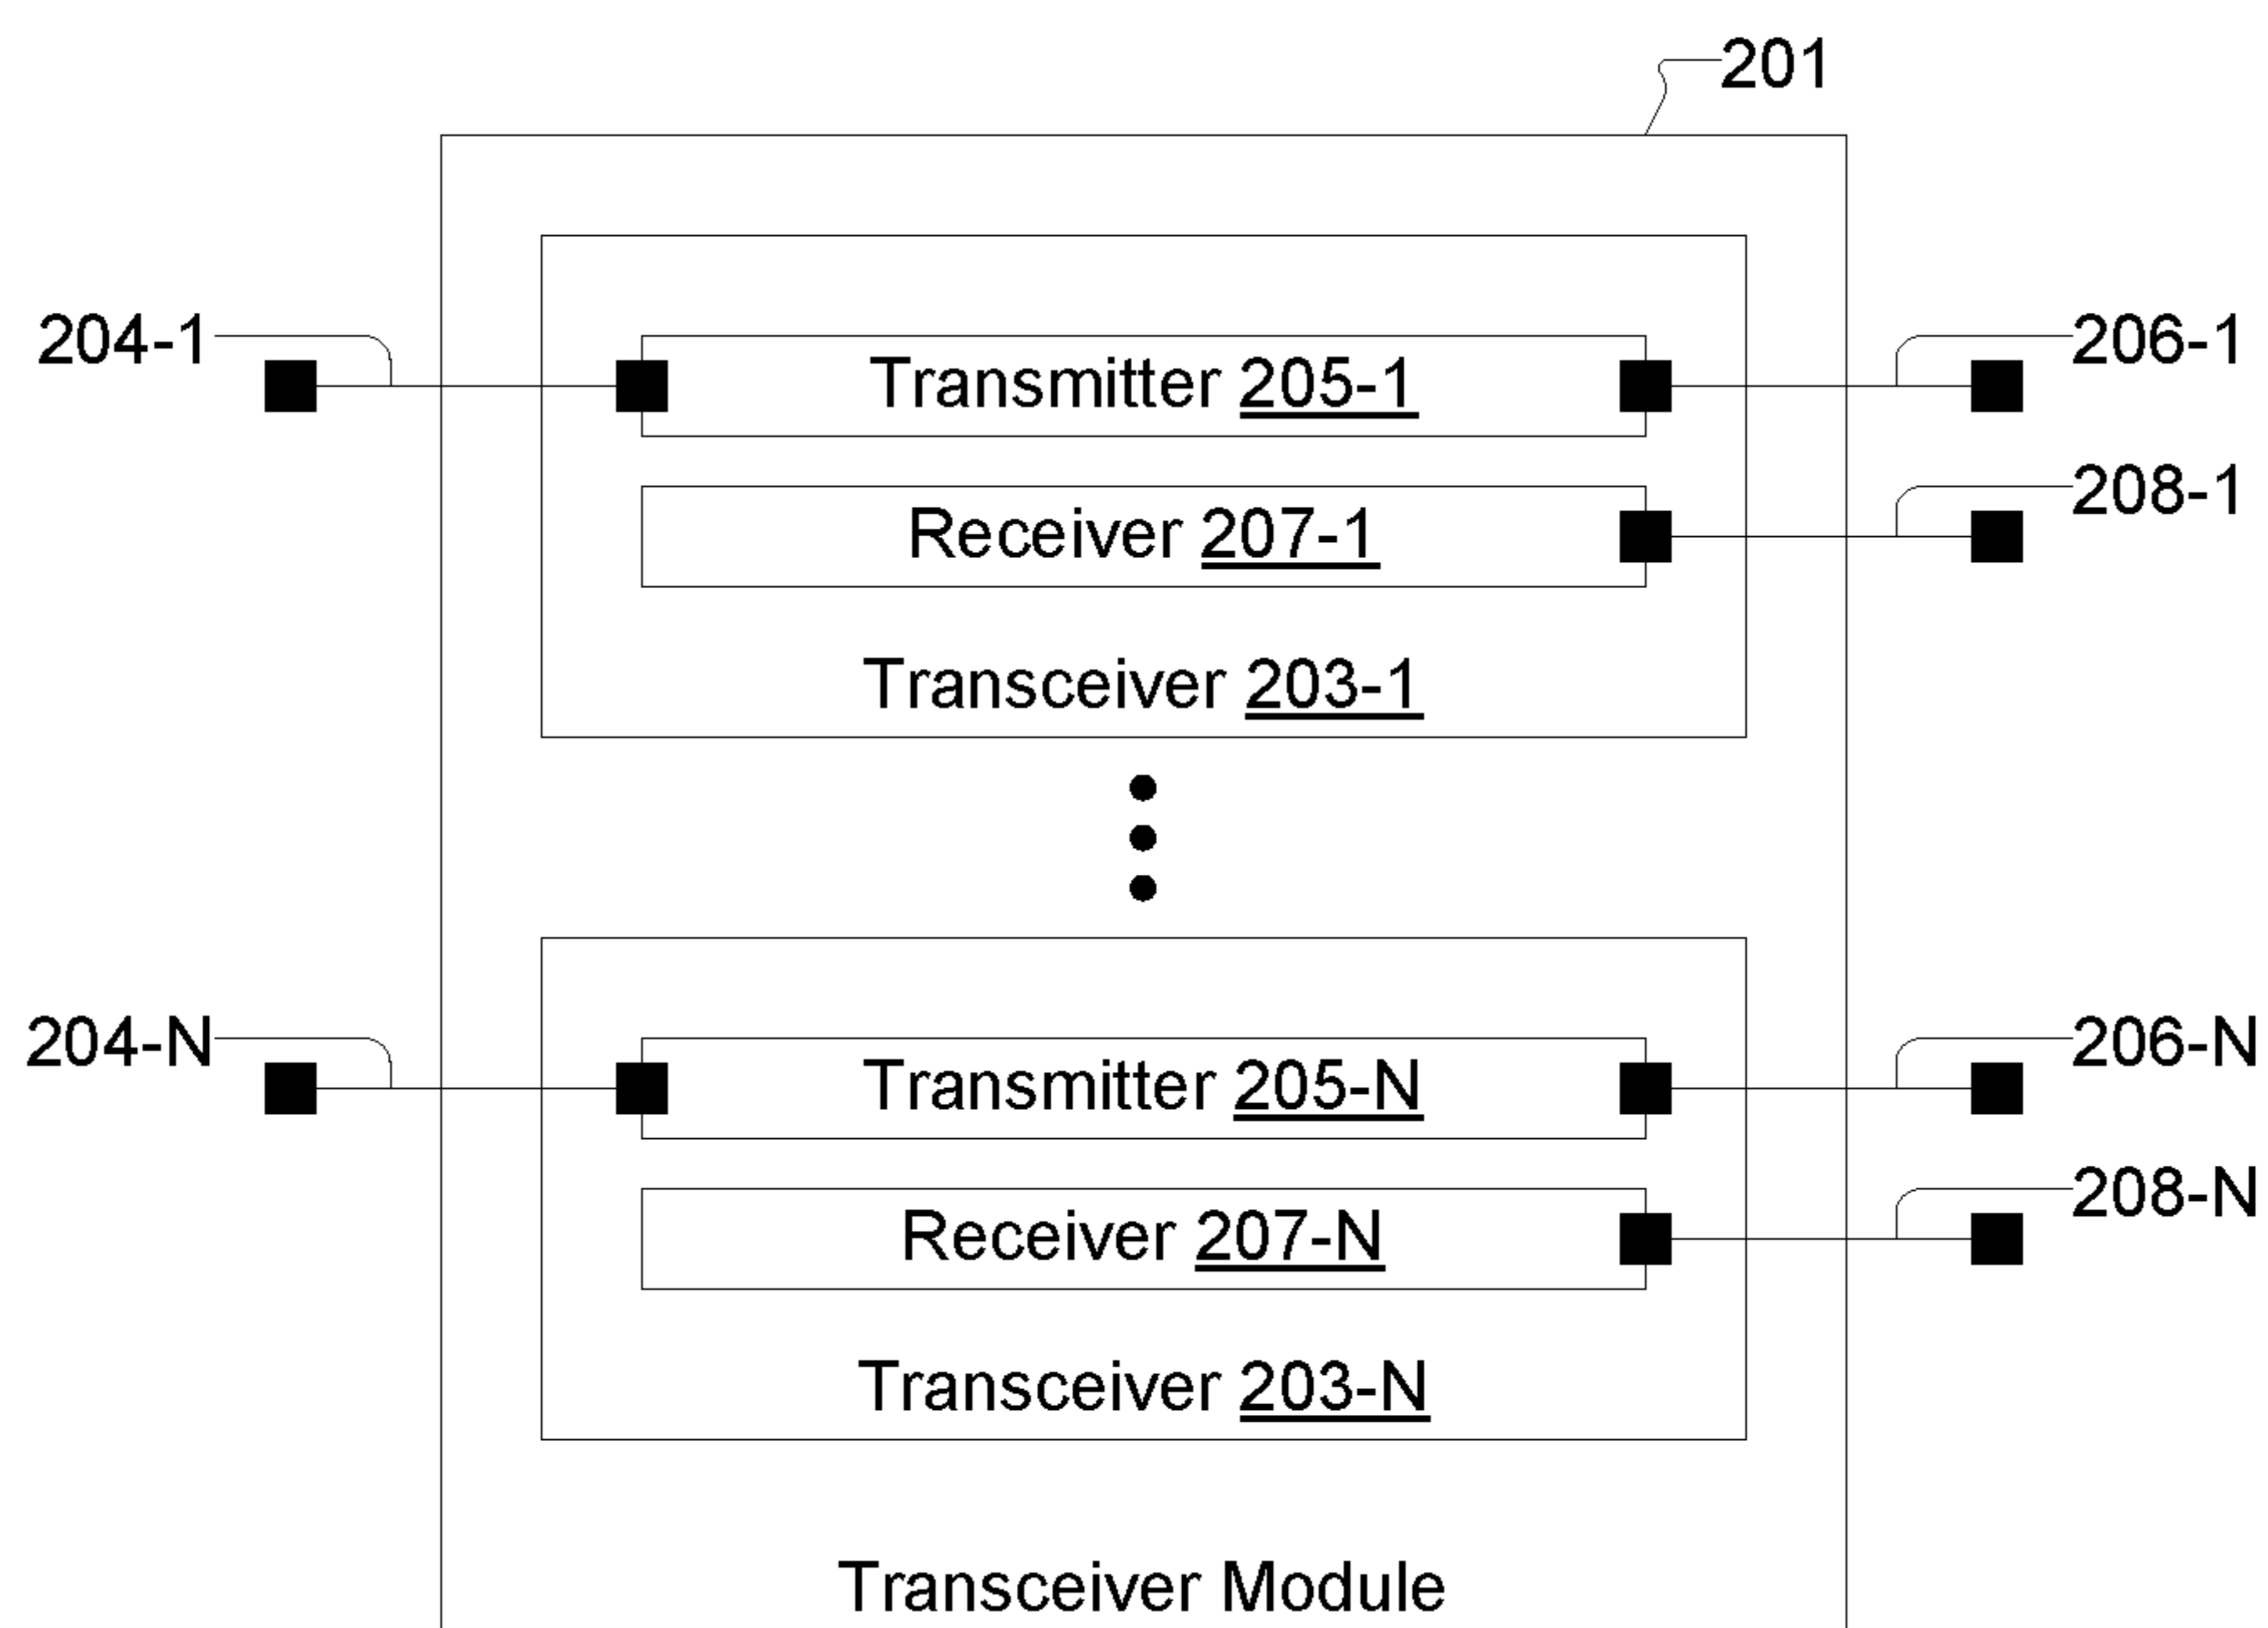 201
204-1
Transmitter 205-1
206-1
Receiver 207-1
208-1
Transceiver 203-1
204-N
Transmitter 205-N
206-N
Receiver 207-N
208-N
Transceiver 203-N
Transceiver Module